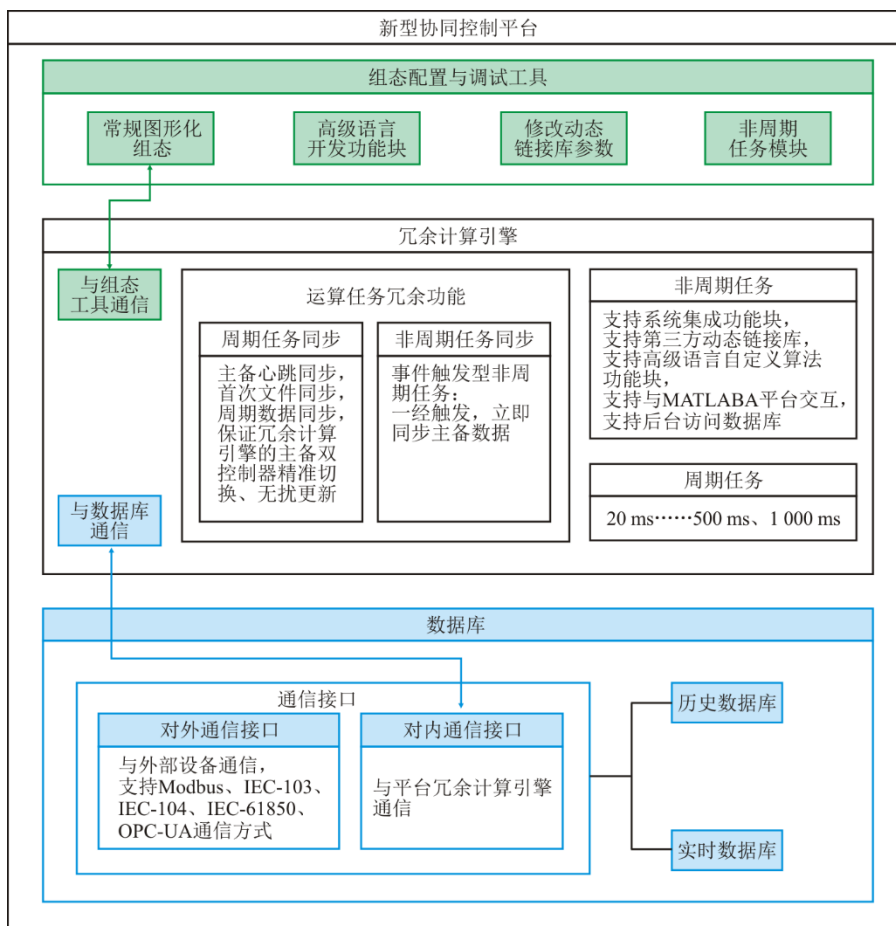 新型协同控制平台
组态配置与调试工具
常规图形化
组态
高级语言
开发功能块
修改动态
链接库参数
非周期
任务模块
冗余计算引擎
与组态
工具通信
运算任务冗余功能
周期任务同步
主备心跳同步，
首次文件同步，
周期数据同步，
保证冗余计算
引擎的主备双
控制器精准切
换、无扰更新
非周期任务同步
事件触发型非周
期任务：
一经触发，立即
同步主备数据
非周期任务
支持系统集成功能块，
支持第三方动态链接库，
支持高级语言自定义算法
功能块，
支持与MATLABA平台交互，
支持后台访问数据库
周期任务
20 ms……500 ms、1 000 ms
与数据库
通信
数据库
通信接口
对外通信接口
与外部设备通信，
支持Modbus、IEC-103、
IEC-104、IEC-61850、
OPC-UA通信方式
对内通信接口
与平台冗余计算引擎
通信
历史数据库
实时数据库